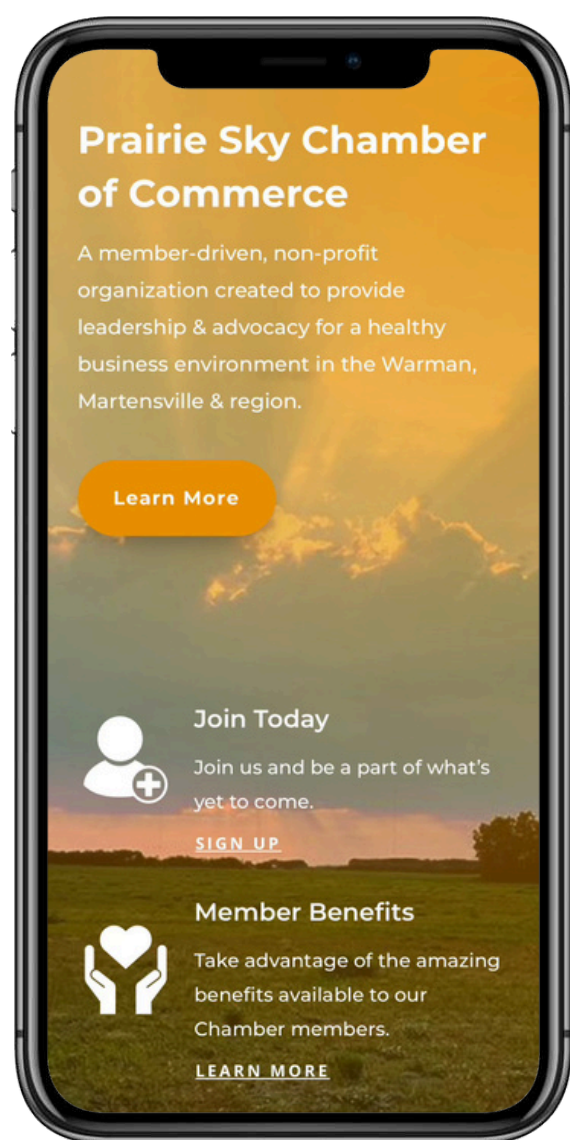 Prairie Sky Chamber
of Commerce
A member-driven, non-profit
organization created to provide
leadership & advocacy for a healthy
business environment in the Warman,
Martensville & region.
Learn More
Join Today
Join us and be a part of what's
yet to come.
SIGN UP
Member Benefits
Take advantage of the amazing
benefits available to our
Chamber members.
LEARN MORE